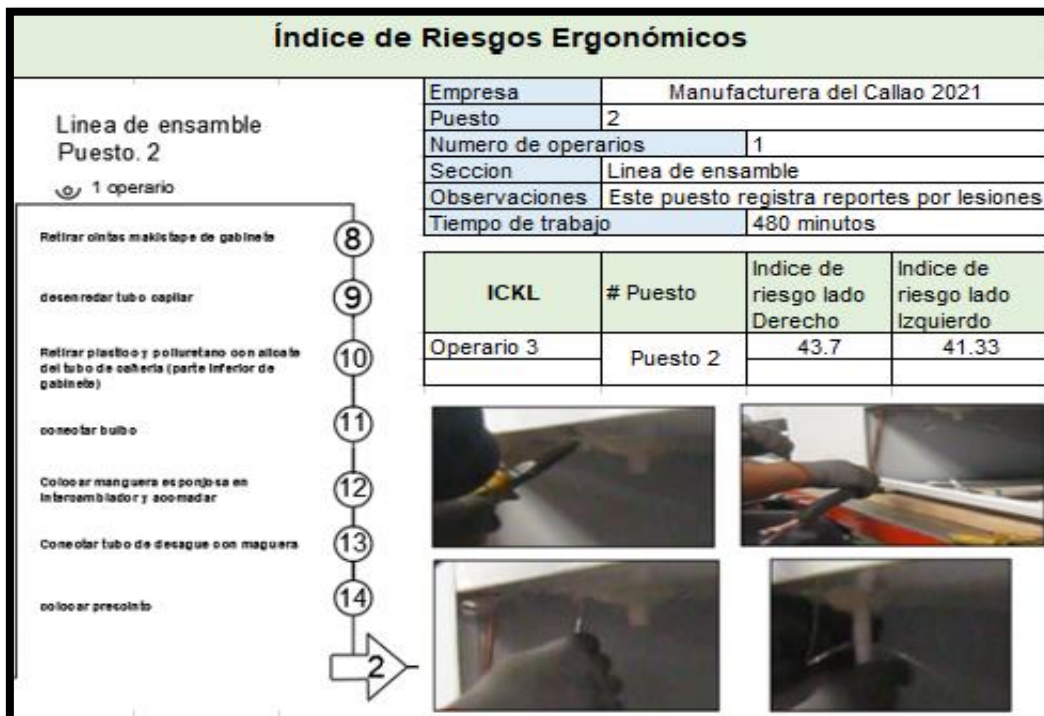 Índice de Riesgos Ergonómicos
Linea de ensamble
Puesto. 2
1 operario
Retirar cintas makistape de gabinete
8
desenredar tubo capilar
9
Retirar plastico y poliuretano con alicate
del tubo de cañeria (parte inferior de
gabinete)
10
conectar bulbo
11
Colocar manguera esponjosa en
intercambiador y acomadar
12
Conectar tubo de desague con maguera
13
colocar prescinto
14
2
Empresa Manufacturera del Callao 2021
Puesto 2
Numero de operarios 1
Seccion Linea de ensamble
Observaciones Este puesto registra reportes por lesiones
Tiempo de trabajo 480 minutos
ICKL # Puesto Indice de riesgo lado Derecho Indice de riesgo lado Izquierdo
Operario 3 Puesto 2 43.7 41.33